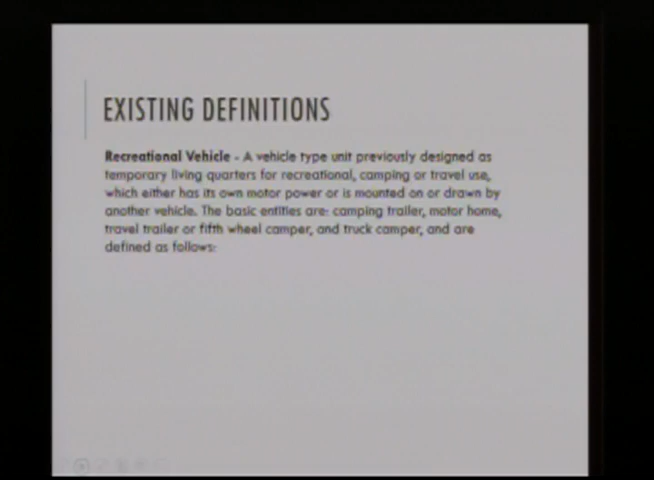 EXISTING DEFINITIONS
Recreational Vehicle - A vehicle type unit previously designed as
temporary living quarters for recreational, camping or travel use,
which either has its own motor power or is mounted on or drawn by
another vehicle. The basic entities are: camping trailer, motor home,
travel trailer or fifth wheel camper, and truck camper, and are
defined as follows: